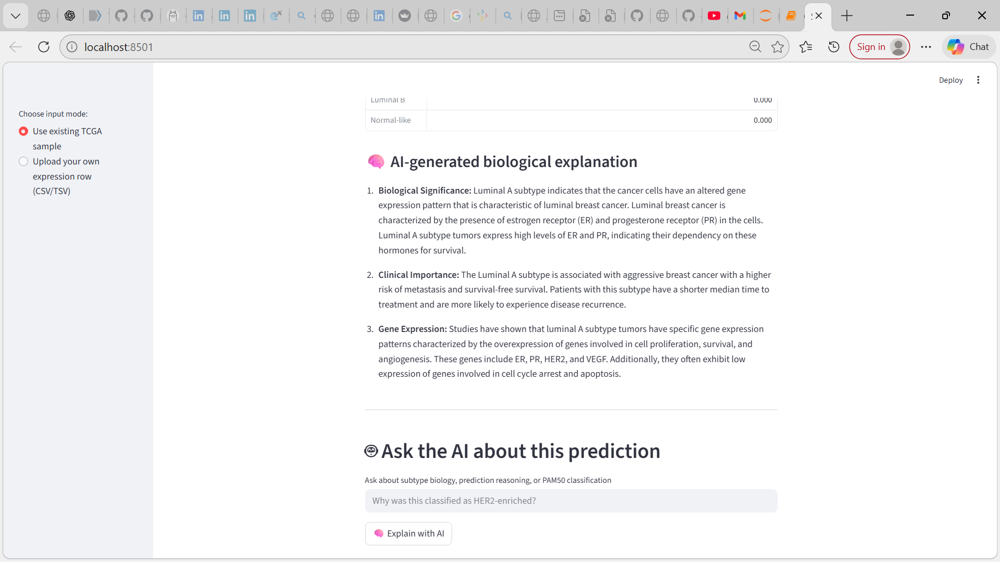 localhost:8501
Sign in
Chat
Deploy
Choose input mode:
Use existing TCGA
sample
Upload your own
expression row
(CSV/TSV)
Luminal B 0.000
Normal-like 0.000
AI-generated biological explanation
1. Biological Significance: Luminal A subtype indicates that the cancer cells have an altered gene
expression pattern that is characteristic of luminal breast cancer. Luminal breast cancer is
characterized by the presence of estrogen receptor (ER) and progesterone receptor (PR) in the cells.
Luminal A subtype tumors express high levels of ER and PR, indicating their dependency on these
hormones for survival.
2. Clinical Importance: The Luminal A subtype is associated with aggressive breast cancer with a higher
risk of metastasis and survival-free survival. Patients with this subtype have a shorter median time to
treatment and are more likely to experience disease recurrence.
3. Gene Expression: Studies have shown that luminal A subtype tumors have specific gene expression
patterns characterized by the overexpression of genes involved in cell proliferation, survival, and
angiogenesis. These genes include ER, PR, HER2, and VEGF. Additionally, they often exhibit low
expression of genes involved in cell cycle arrest and apoptosis.
Ask the AI about this prediction
Ask about subtype biology, prediction reasoning, or PAM50 classification
Why was this classified as HER2-enriched?
Explain with AI